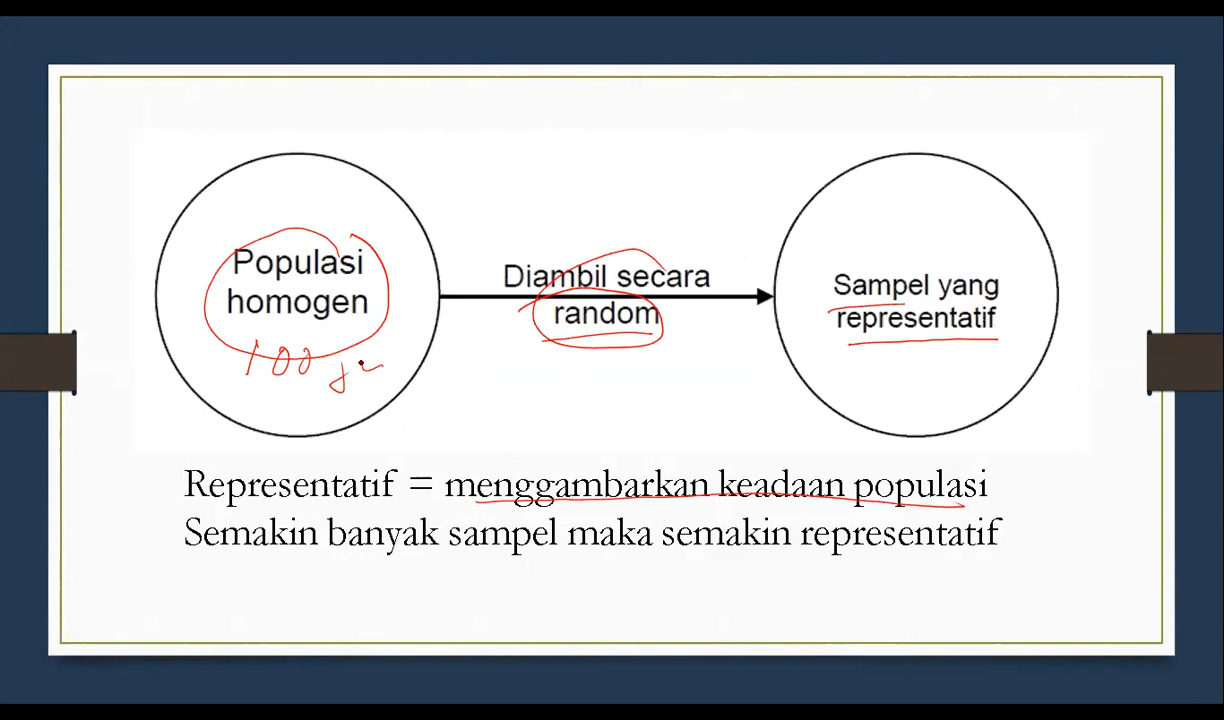 Populasi
homogen
100
Diambil secara
random
Sampel yang
representatif
Representatif = menggambarkan keadaan populasi
Semakin banyak sampel maka semakin representatif